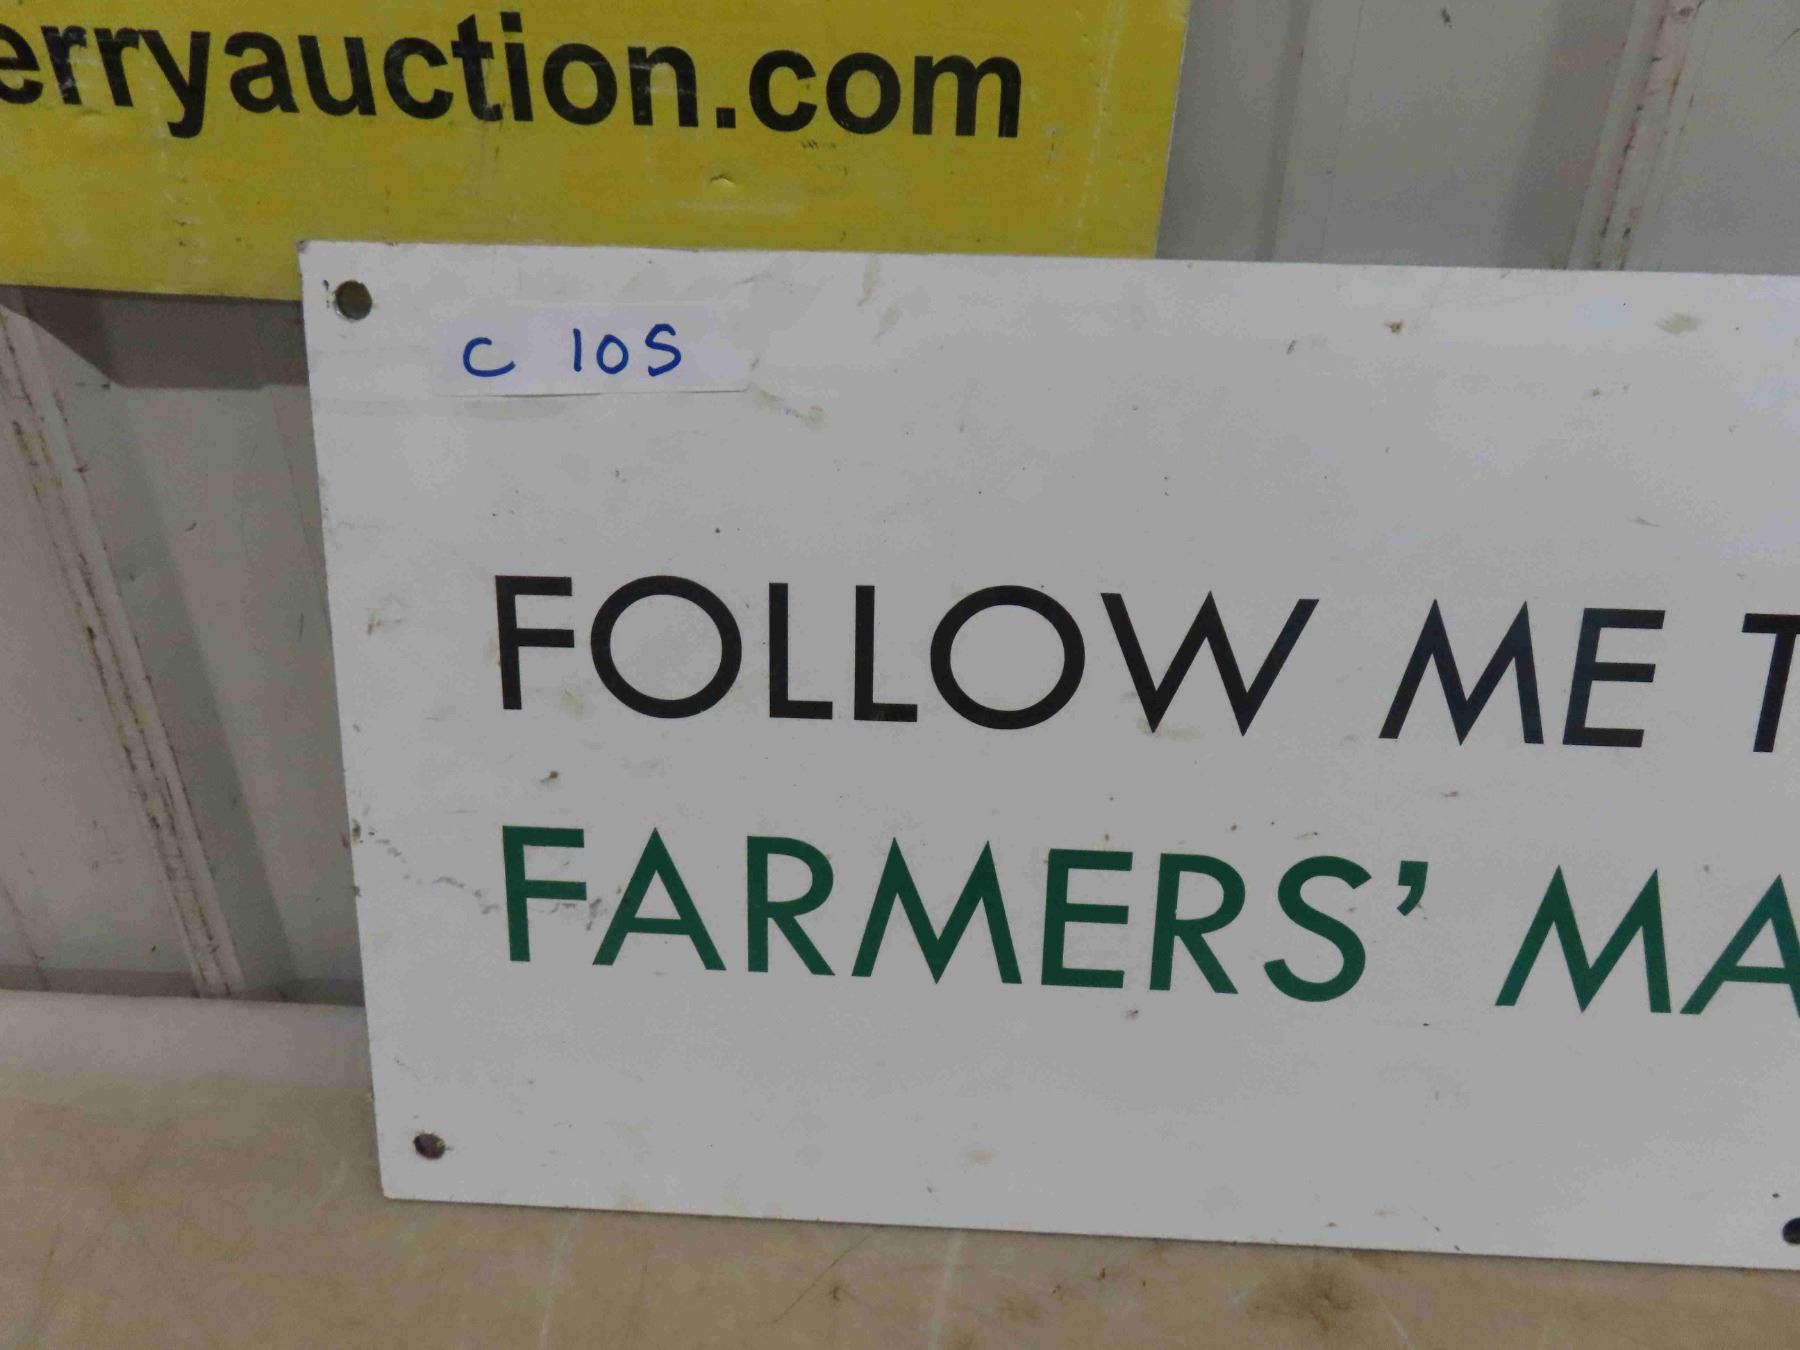 erryauction.com
C 105
FOLLOW ME T
FARMERS' MA